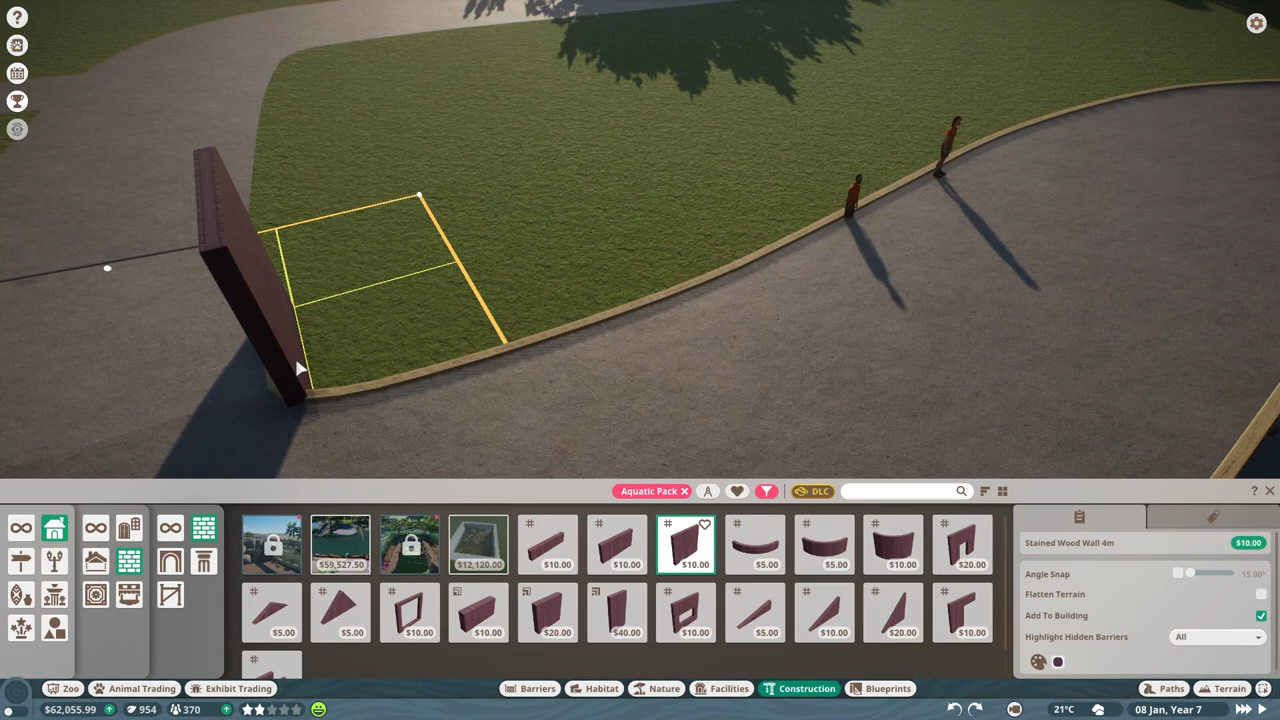 Aquatic Pack ×
DLC
? ×
$59,527.50
$12,120.00
$10.00
$10.00
$10.00
$5.00
$5.00
$10.00
$20.00
$5.00
$5.00
$10.00
$10.00
$20.00
$40.00
$10.00
$5.00
$10.00
$20.00
$10.00
Stained Wood Wall 4m $10.00
Angle Snap 15.00°
Flatten Terrain
Add To Building
Highlight Hidden Barriers All
Zoo Animal Trading Exhibit Trading Barriers Habitat Nature Facilities Construction Blueprints Paths Terrain
$62,055.99 954 370 21°C 08 Jan, Year 7